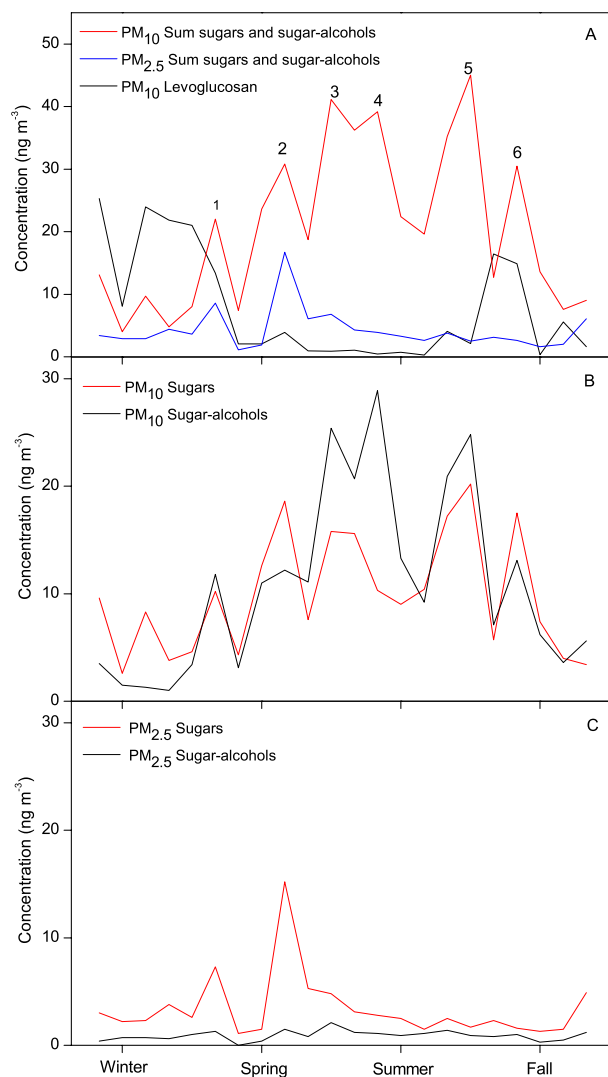 A
PM10 Sum sugars and sugar-alcohols
PM2.5 Sum sugars and sugar-alcohols
PM10 Levoglucosan
50
40
30
20
10
0
Concentration (ng m-3)
1
2
3
4
5
6
B
PM10 Sugars
PM10 Sugar-alcohols
30
20
10
0
Concentration (ng m-3)
C
PM2.5 Sugars
PM2.5 Sugar-alcohols
30
20
10
0
Concentration (ng m-3)
Winter Spring Summer Fall